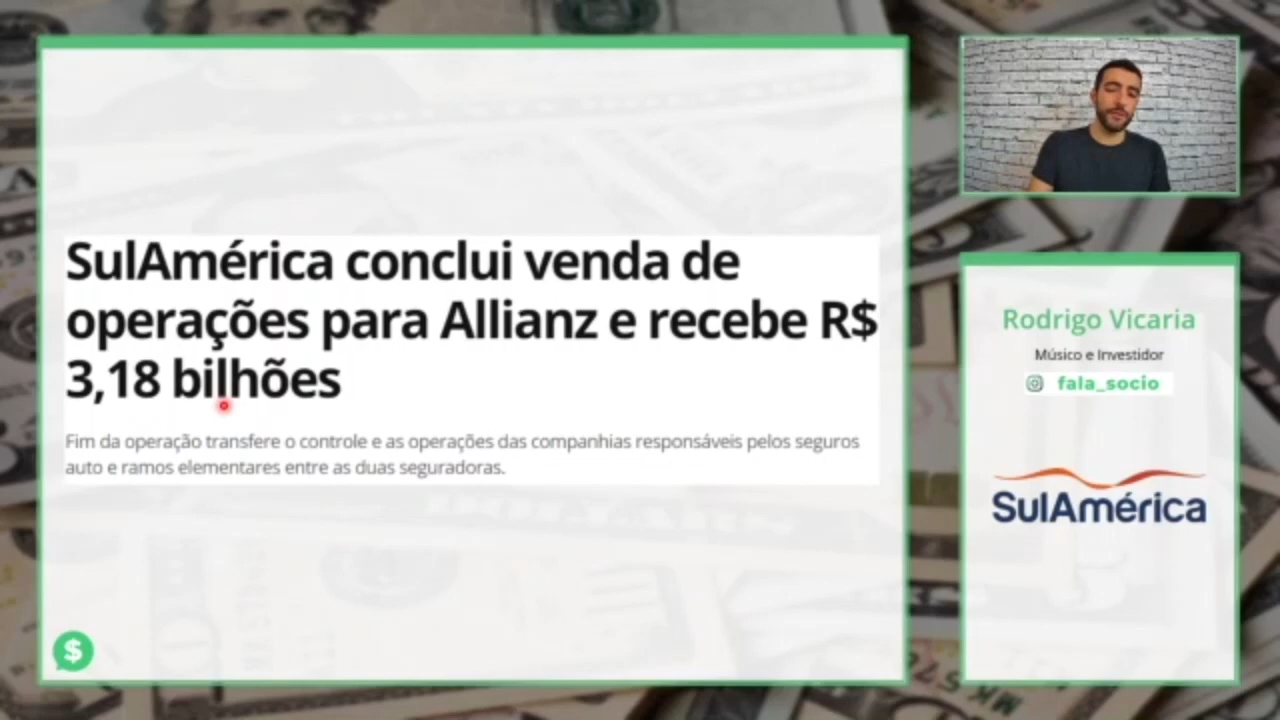 SulAmérica conclui venda de
operações para Allianz e recebe R$
3,18 bilhões
Fim da operação transfere o controle e as operações das companhias responsáveis pelos seguros
auto e ramos elementares entre as duas seguradoras.
$
Rodrigo Vicaria
Músico e Investidor
fala_socio
SulAmérica